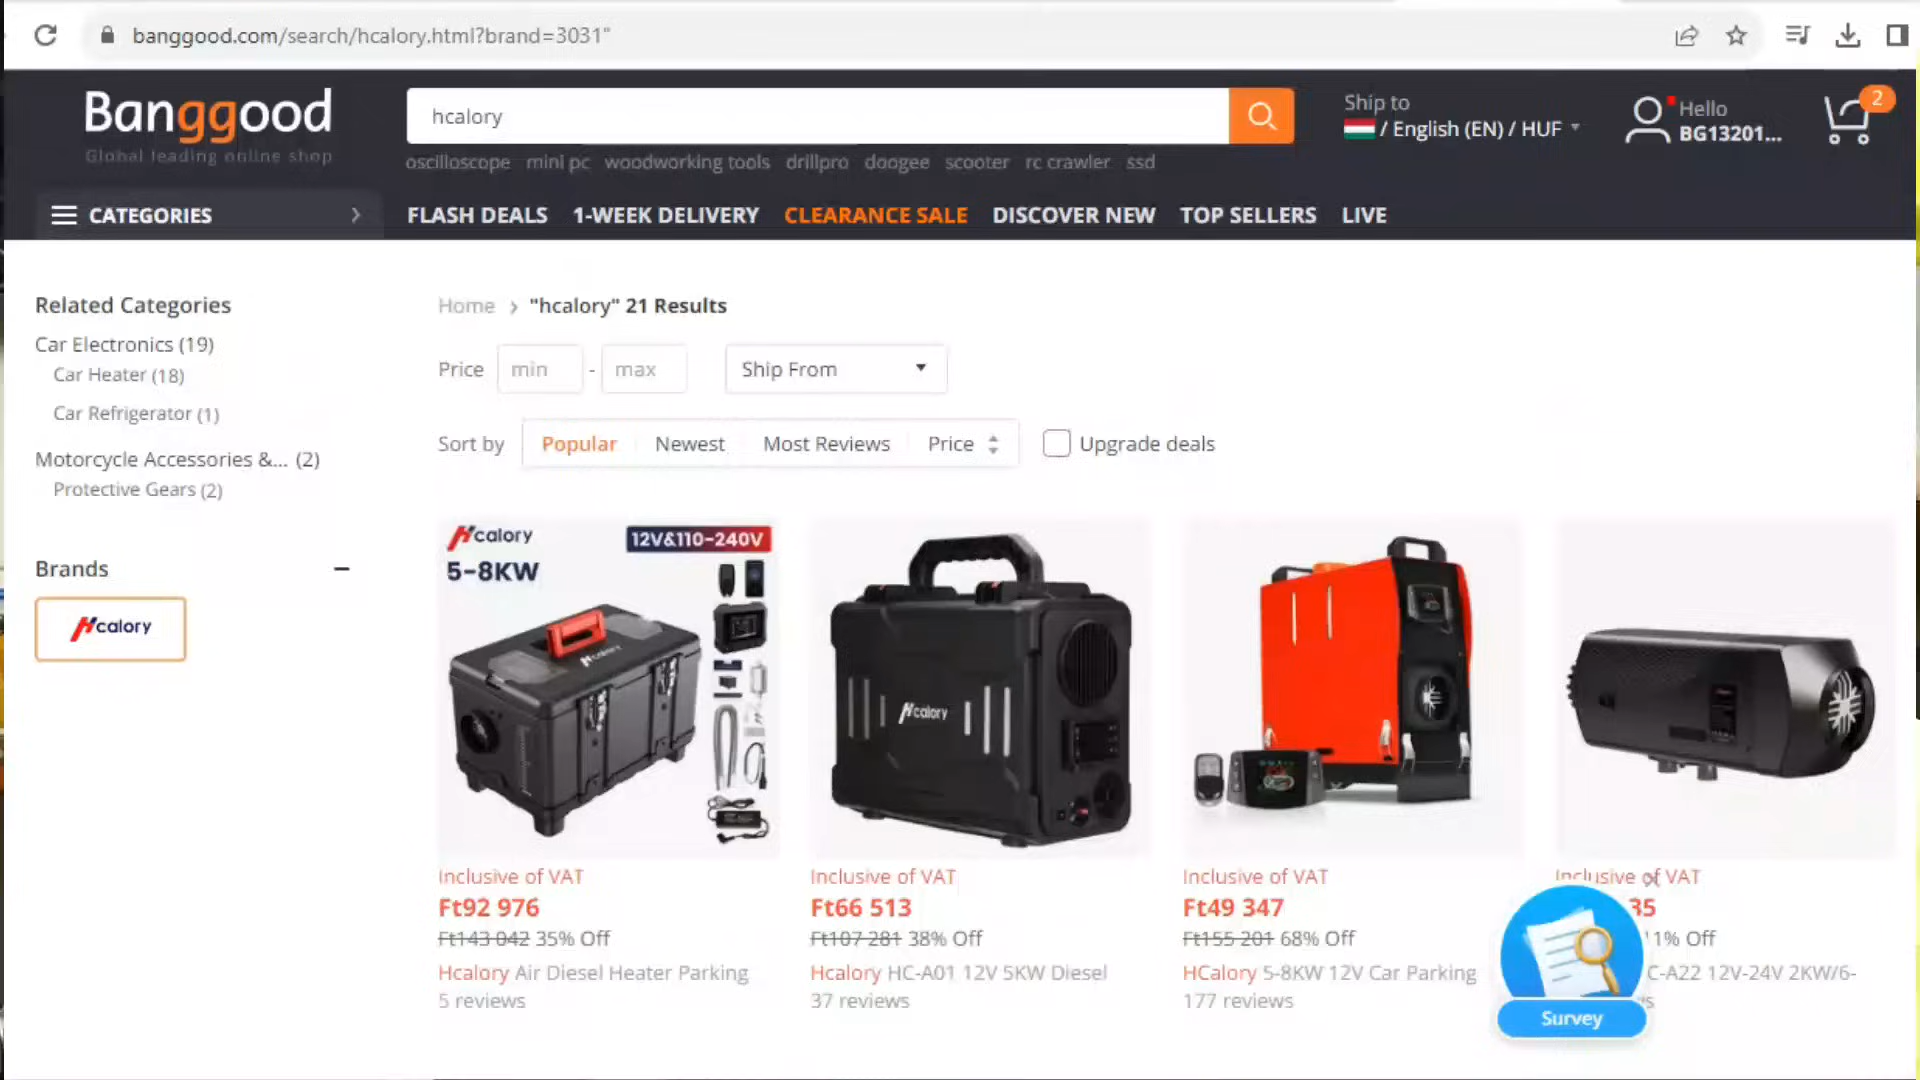 banggood.com/search/hcalory.html?brand=3031"
Banggood
Global leading online shop
hcalory
Ship to
/ English (EN) / HUF
Hello
BG13201...
2
oscilloscope mini pc woodworking tools drillpro doogee scooter rc crawler ssd
CATEGORIES
FLASH DEALS 1-WEEK DELIVERY CLEARANCE SALE DISCOVER NEW TOP SELLERS LIVE
Related Categories
Car Electronics (19)
Car Heater (18)
Car Refrigerator (1)
Motorcycle Accessories &... (2)
Protective Gears (2)
Brands
Hcalory
Home > "hcalory" 21 Results
Price min - max Ship From
Sort by Popular Newest Most Reviews Price Upgrade deals
Hcalory
12V&110-240V
5-8KW
Hcalory
Hcalory
Inclusive of VAT
Ft92 976
Ft143 042 35% Off
Hcalory Air Diesel Heater Parking
5 reviews
Inclusive of VAT
Ft66 513
Ft107 281 38% Off
Hcalory HC-A01 12V 5KW Diesel
37 reviews
Inclusive of VAT
Ft49 347
Ft155 201 68% Off
HCalory 5-8KW 12V Car Parking
177 reviews
Inclusive of VAT
35
1% Off
C-A22 12V-24V 2KW/6-
Survey